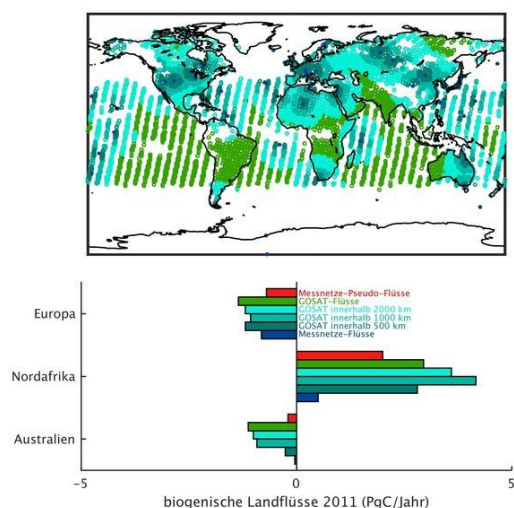 Europa
Messnetze-Pseudo-Flüsse
GOSAT-Flüsse
GOSAT innerhalb 2000 km
GOSAT innerhalb 1000 km
GOSAT innerhalb 500 km
Messnetze-Flüsse
Nordafrika
Australien
-5 0 5
biogenische Landflüsse 2011 (PgC/Jahr)